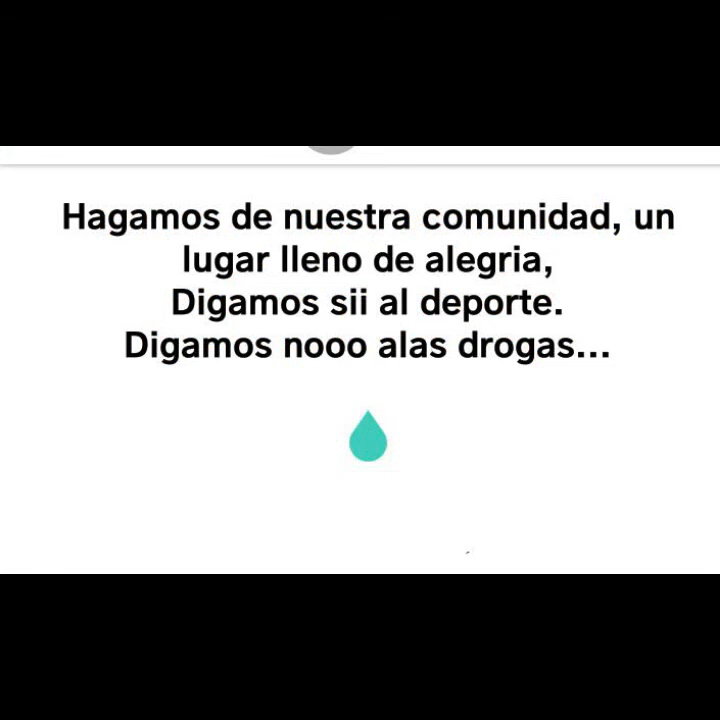 Hagamos de nuestra comunidad, un
lugar lleno de alegria,
Digamos sii al deporte.
Digamos nooo alas drogas...